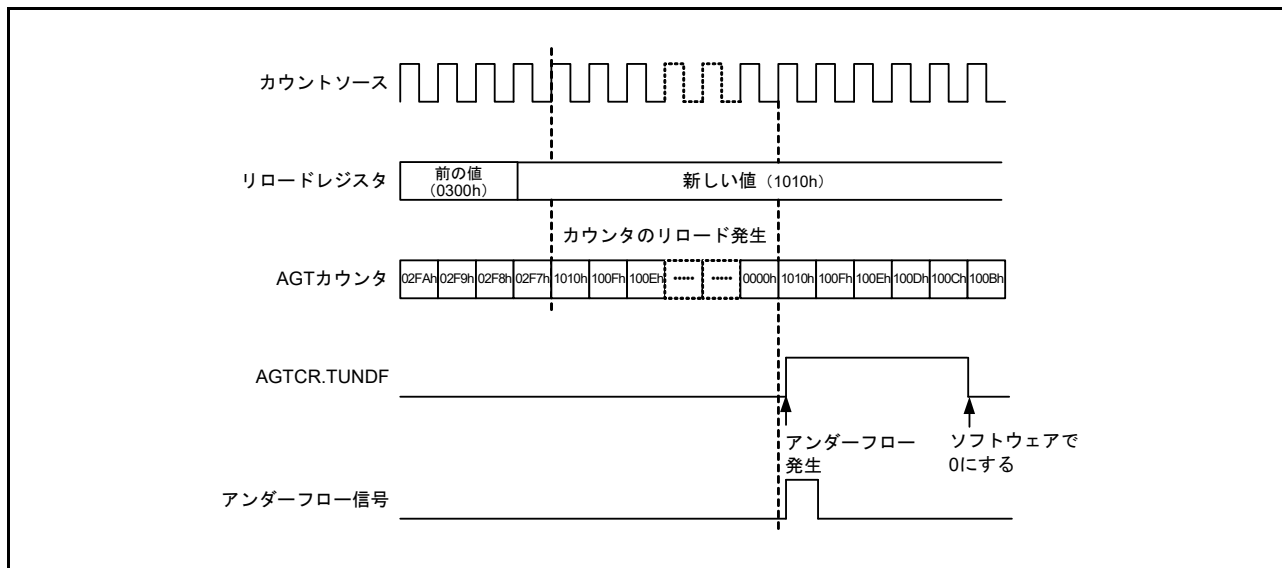 カウントソース
リロードレジスタ
前の値
(0300h)
新しい値（1010h）
カウンタのリロード発生
AGTカウンタ
02FAh 02F9h 02F8h 02F7h 1010h 100Fh 100Eh ••••• ••••• 0000h 1010h 100Fh 100Eh 100Dh 100Ch 100Bh
AGTCR.TUNDF
アンダーフロー
発生
ソフトウェアで
0にする
アンダーフロー信号